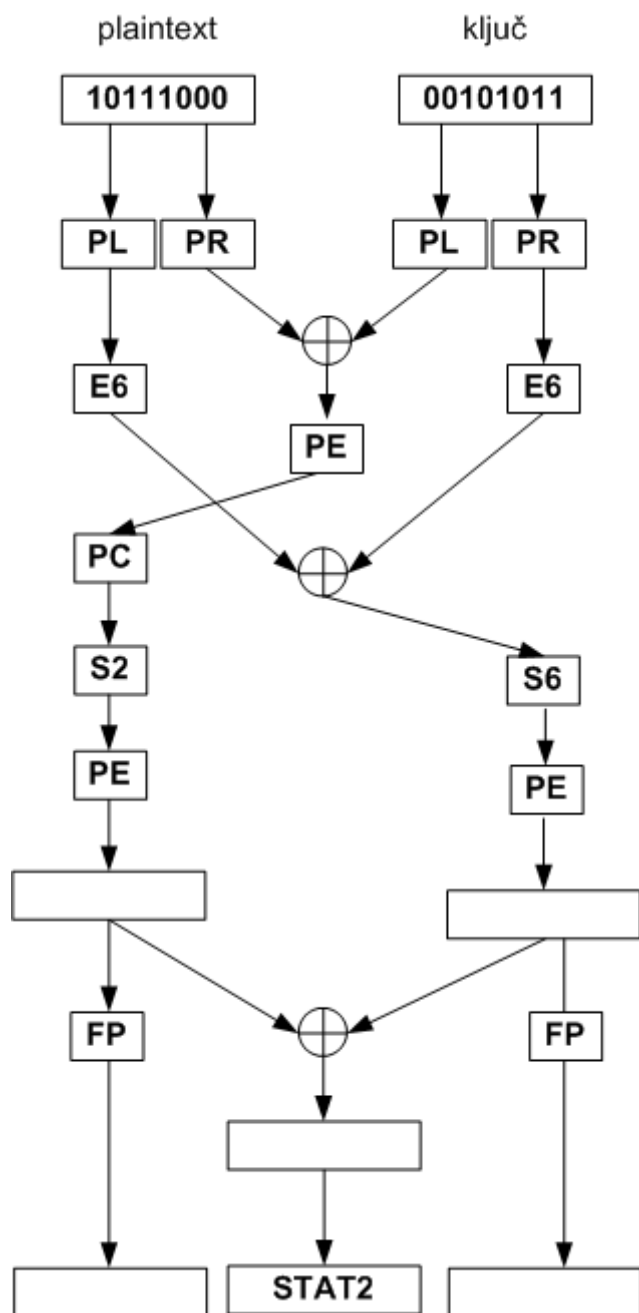 plaintext ključ
10111000 00101011
PL PR PL PR
E6 E6
PE
PC
S2 S6
PE PE
FP FP
STAT2